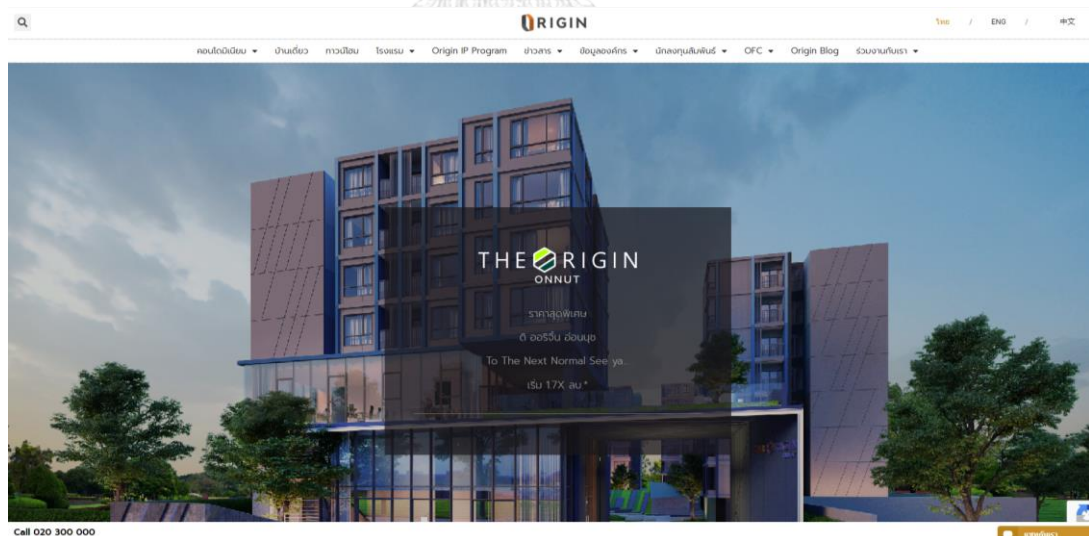 ORIGIN
ไทย / ENG / 中文
คอนโดมิเนียม บ้านเดี่ยว ทาวน์โฮม โรงแรม Origin IP Program ข่าวสาร ข้อมูลองค์กร นักลงทุนสัมพันธ์ OFC Origin Blog ร่วมงานกับเรา
THE ORIGIN
ONNUT
ราคาสุดพิเศษ
ดิ ออริจิ้น อ่อนนุช
To The Next Normal See ya..
เริ่ม 1.7X ลบ.*
Call 020 300 000